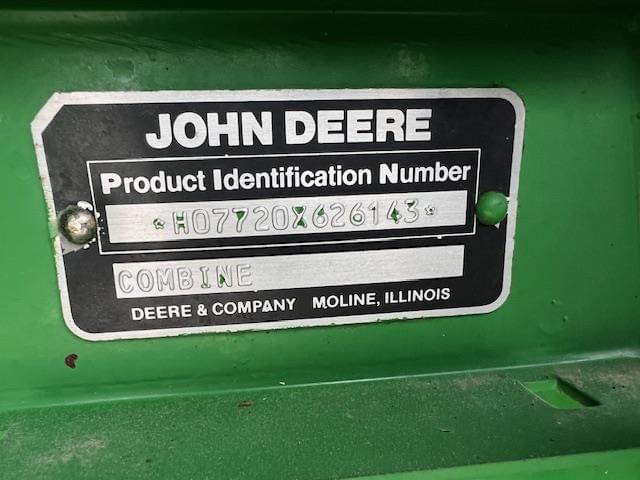 JOHN DEERE
Product Identification Number
*H07720X626143*
COMBINE
DEERE & COMPANY MOLINE, ILLINOIS